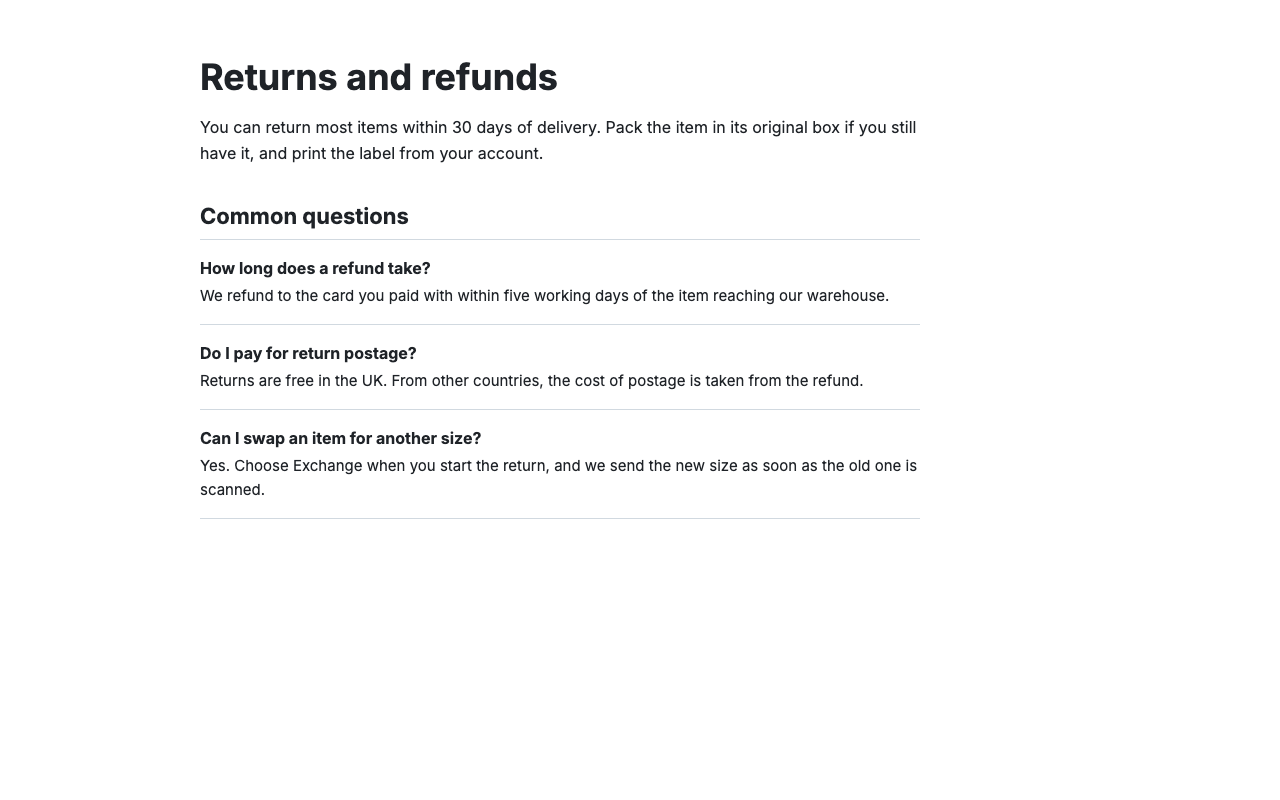 Returns and refunds
You can return most items within 30 days of delivery. Pack the item in its original box if you still
have it, and print the label from your account.
Common questions
How long does a refund take?
We refund to the card you paid with within five working days of the item reaching our warehouse.
Do I pay for return postage?
Returns are free in the UK. From other countries, the cost of postage is taken from the refund.
Can I swap an item for another size?
Yes. Choose Exchange when you start the return, and we send the new size as soon as the old one is
scanned.